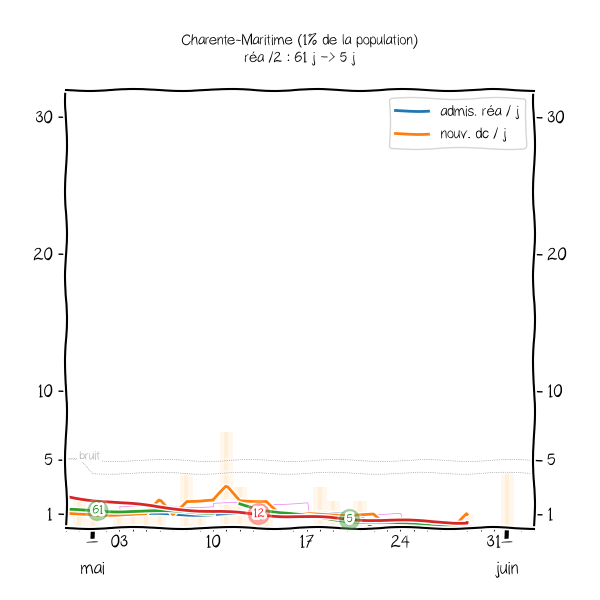 Charente-Maritime (1% de la population)
réa /2 : 61 j -> 5 j
admis. réa / j
nouv. dc / j
30
30
20
20
10
10
5
bruit
5
1
61
12
5
1
03
10
17
24
31
mai
juin